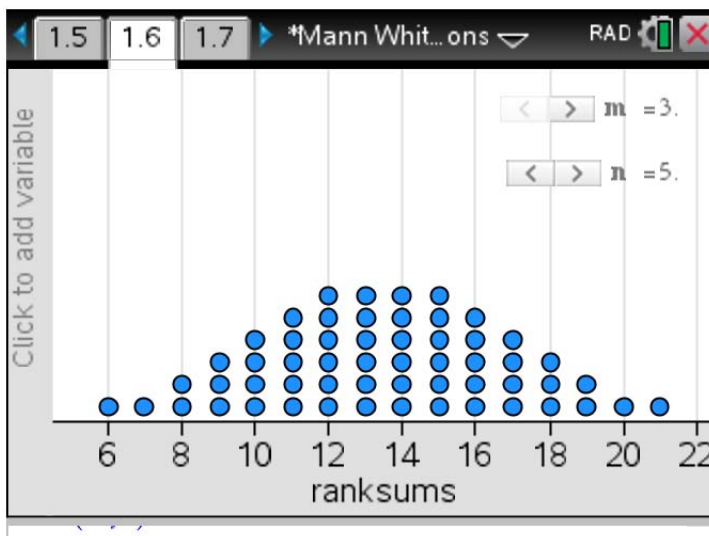 1.5 1.6 1.7 *Mann Whit...ons RAD
m =3.
n =5.
Click to add variable
6 8 10 12 14 16 18 20 22
ranksums